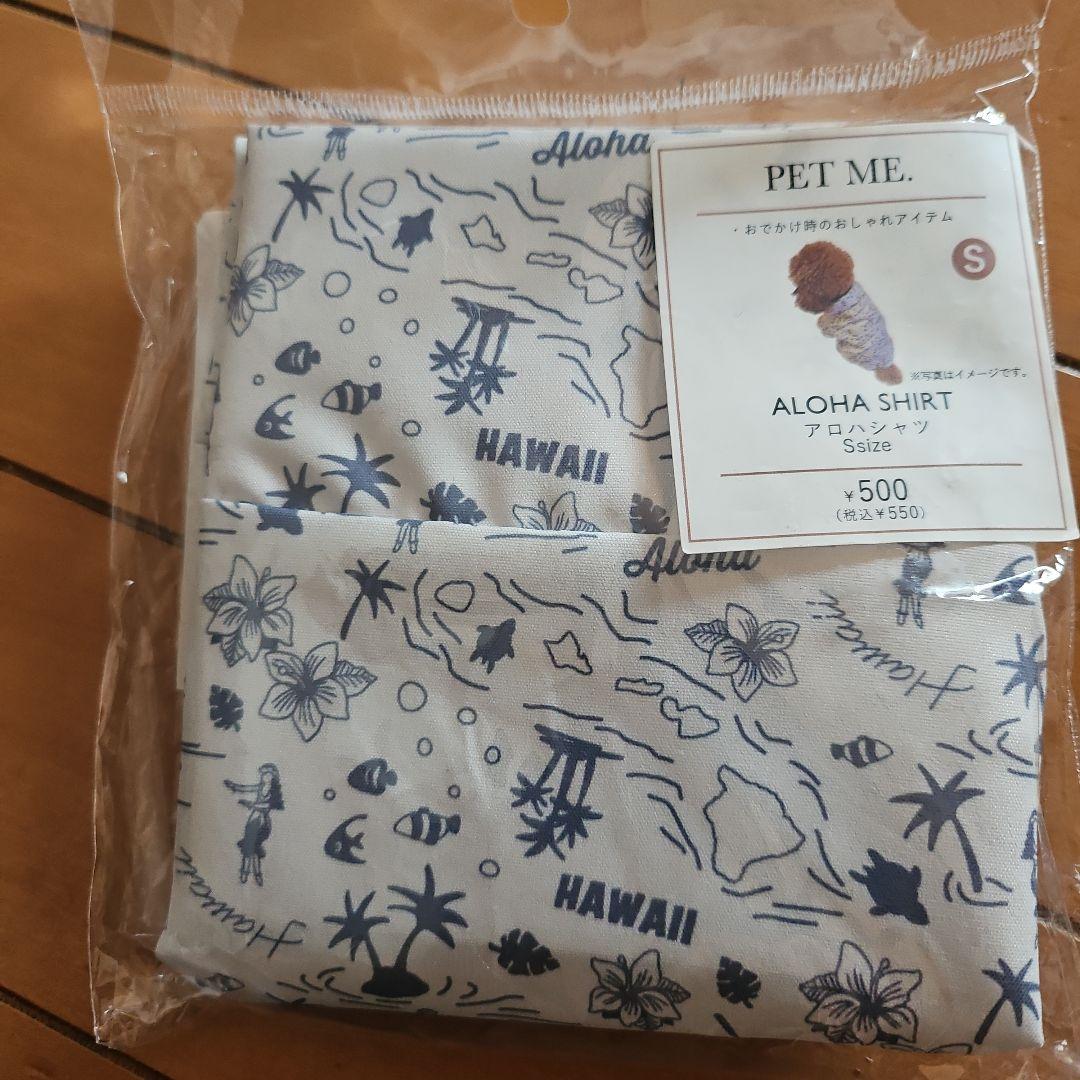 Aloha
PET ME.
・おでかけ時のおしゃれアイテム
S
※写真はイメージです。
ALOHA SHIRT
アロハシャツ
Ssize
¥500
(税込¥550)
HAWAII
Aloha
Hawaii
HAWAII
Hawaii